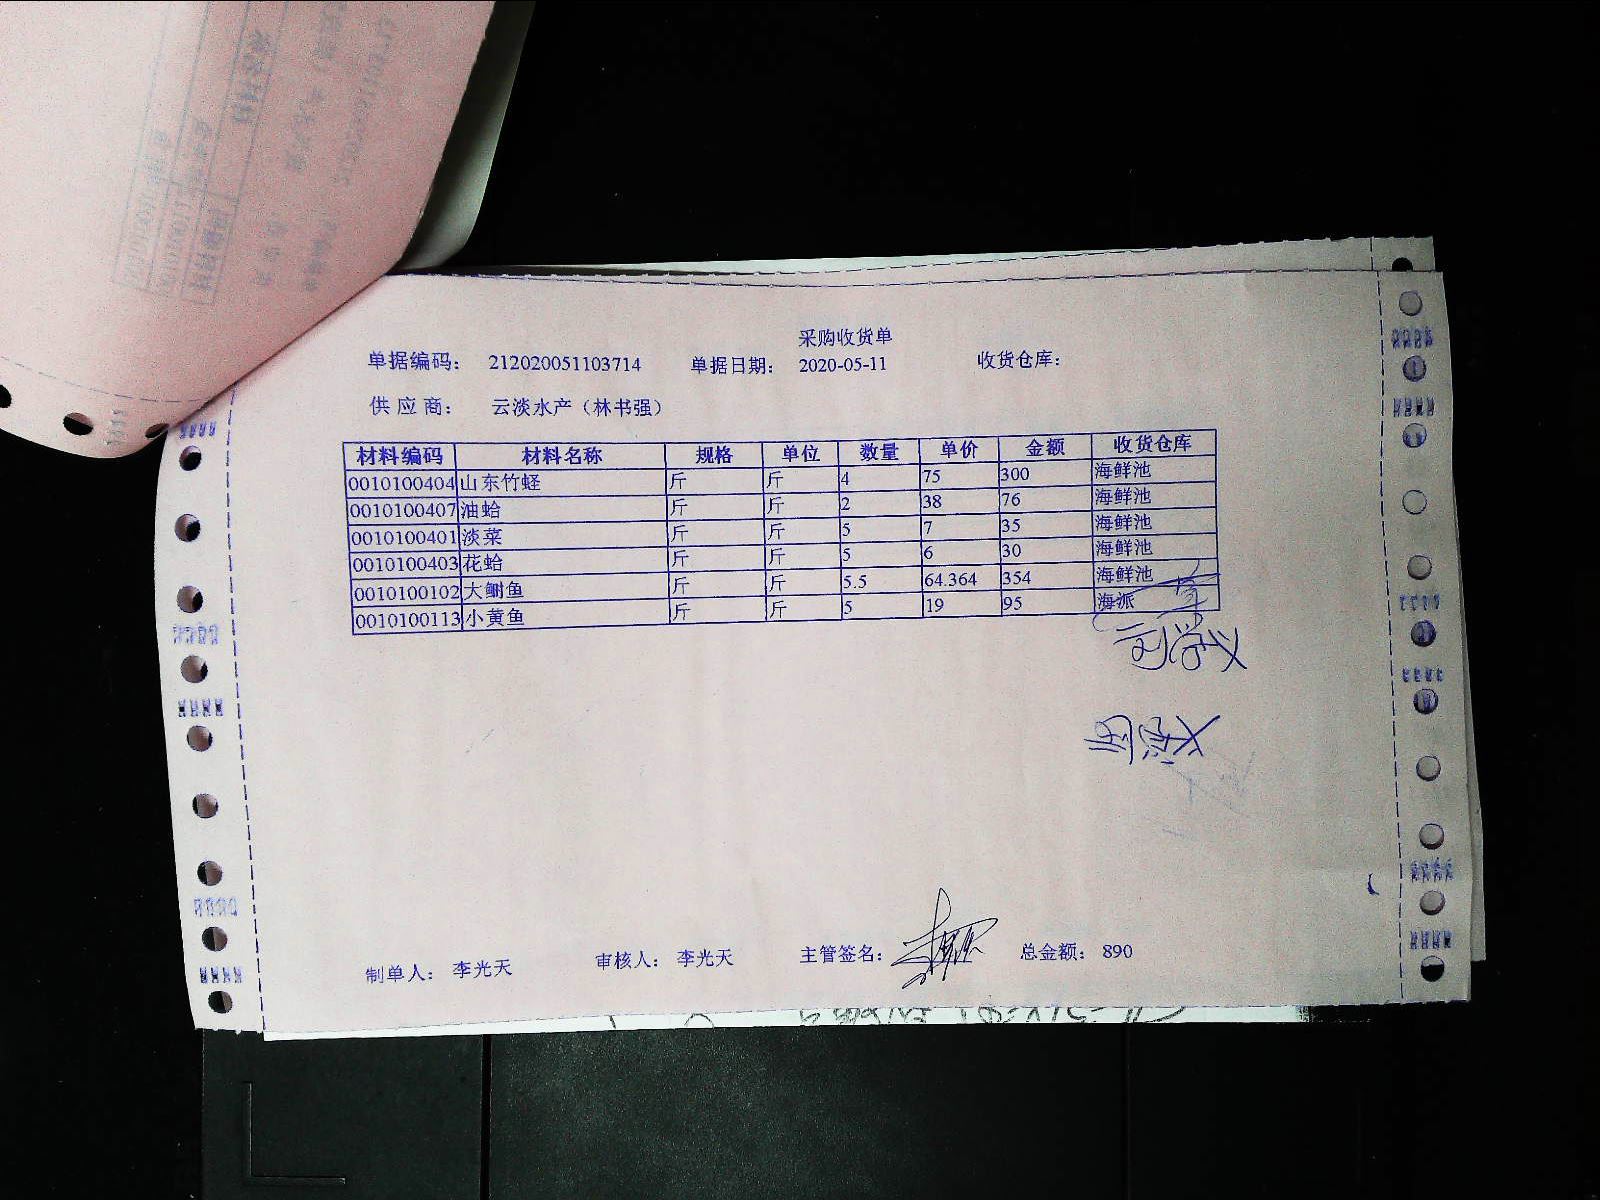 采购收货单
单据编码： 212020051103714 单据日期： 2020-05-11 收货仓库：
供 应 商： 云淡水产（林书强）
材料编码 材料名称 规格 单位 数量 单价 金额 收货仓库
0010100404 山东竹蛏 斤 斤 4 75 300 海鲜池
0010100407 油蛤 斤 斤 2 38 76 海鲜池
0010100401 淡菜 斤 斤 5 7 35 海鲜池
0010100403 花蛤 斤 斤 5 6 30 海鲜池
0010100102 大鲥鱼 斤 斤 5.5 64.364 354 海鲜池
0010100113 小黄鱼 斤 斤 5 19 95 海派
制单人： 李光天 审核人： 李光天 主管签名： 总金额： 890